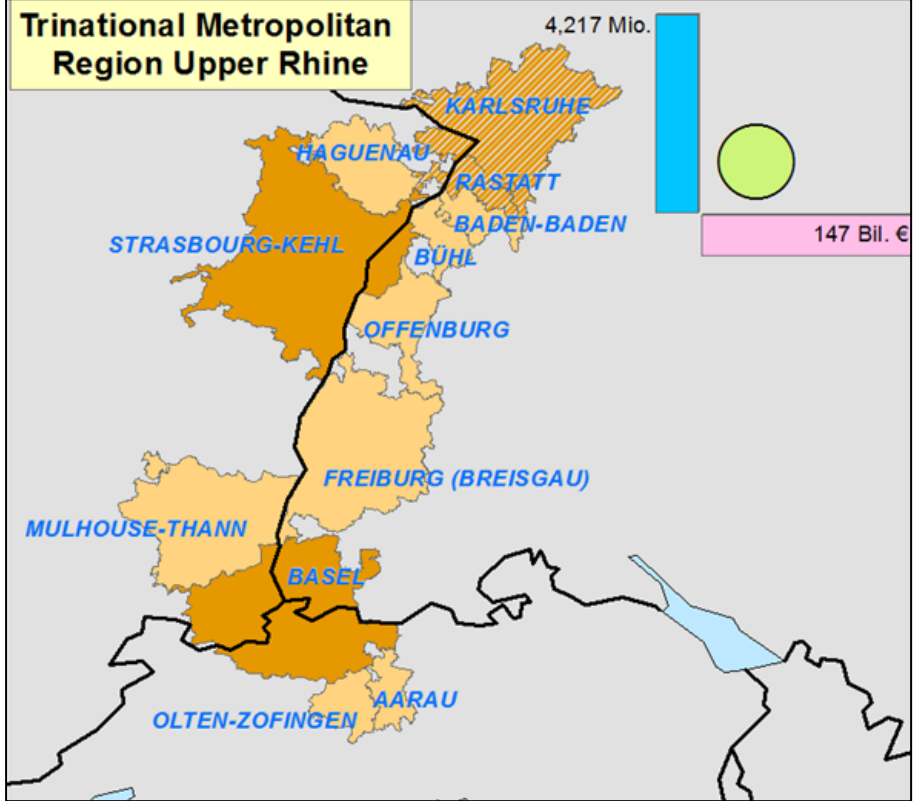 Trinational Metropolitan
Region Upper Rhine
4,217 Mio.
KARLSRUHE
HAGUENAU
RASTATT
BADEN-BADEN
STRASBOURG-KEHL
BÜHL
OFFENBURG
147 Bil. €
FREIBURG (BREISGAU)
MULHOUSE-THANN
BASEL
AARAU
OLTEN-ZOFINGEN